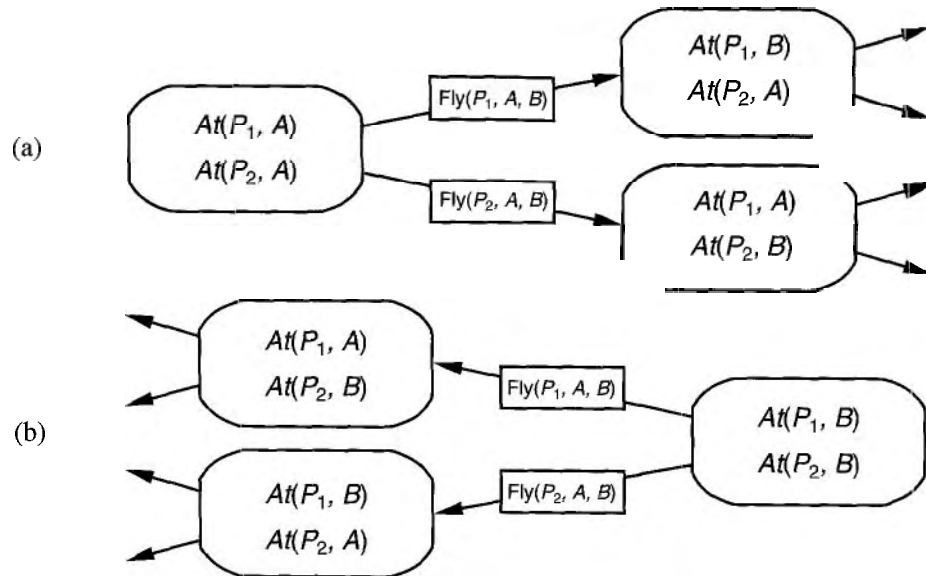 (a)
At(P₁, A)
At(P₂, A)
Fly(P₁, A, B)
At(P₁, B)
At(P₂, A)
Fly(P₂, A, B)
At(P₁, A)
At(P₂, B)
(b)
At(P₁, A)
At(P₂, B)
Fly(P₁, A, B)
At(P₁, B)
At(P₂, A)
Fly(P₂, A, B)
At(P₁, B)
At(P₂, B)